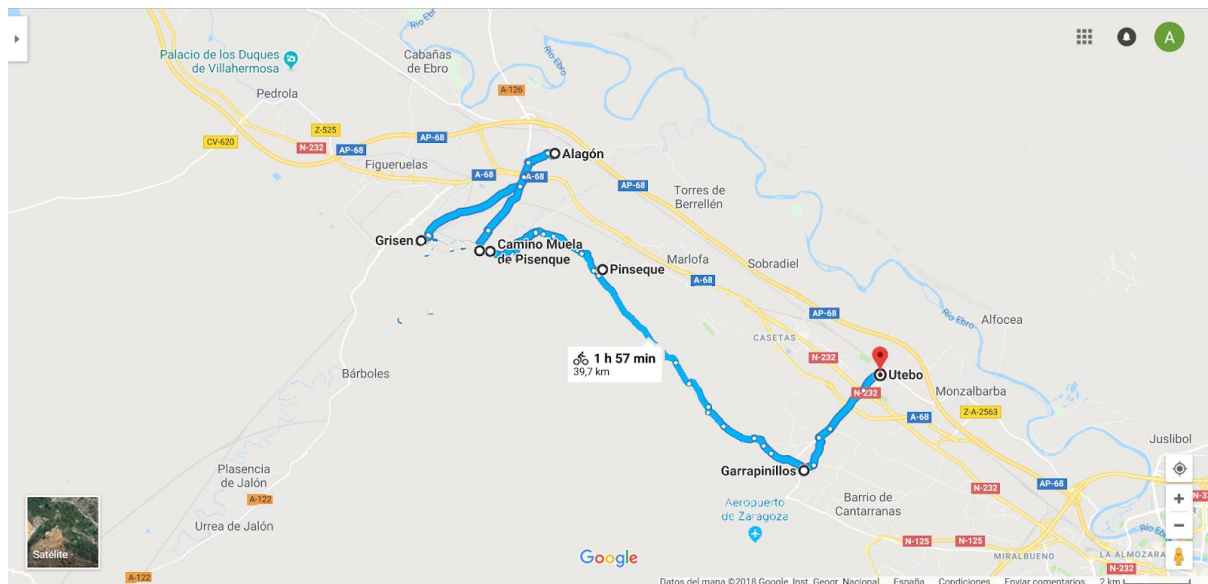 Río Ebro
Palacio de los Duques
de Villahermosa
Cabañas
de Ebro
Río Ebro
A-126
Pedrola
Z-525
CV-620
N-232
AP-68
AP-68
Figueruelas
A-68
A-68
Alagón
AP-68
Torres de
Berrellén
Grisen
Camino Muela
de Pisenque
Pinseque
Marlofa
Sobradiel
A-68
AP-68
Río Ebro
Alfocea
CASETAS
1 h 57 min
39,7 km
N-232
Utebo
N-232
Bárboles
Monzalbarba
Z-A-2563
A-68
Juslibol
Plasencia
de Jalón
A-122
Garrapinillos
N-232
AP-68
Aeropuerto
de Zaragoza
Barrio de
Cantarranas
Urrea de Jalón
Satélite
N-125
N-125
MIRALBUENO
LA ALMOZARA
N-232
A-122
Google
Datos del mapa ©2018 Google, Inst. Geogr. Nacional España Condiciones Enviar comentarios 2 km
A